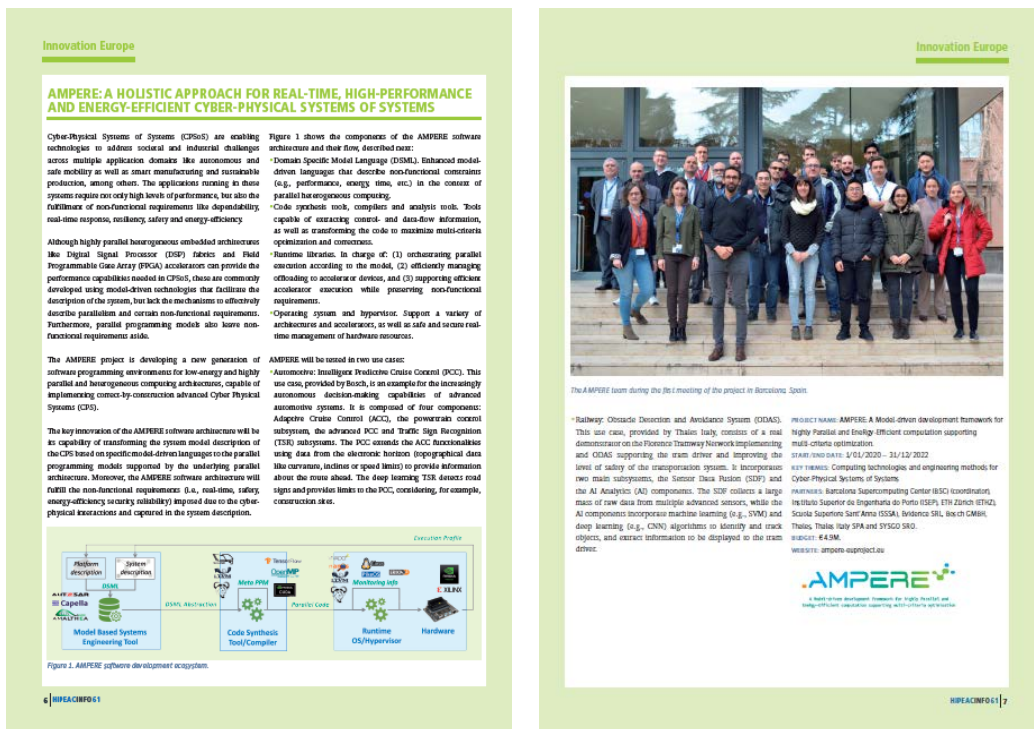 Innovation Europe
AMPERE: A HOLISTIC APPROACH FOR REAL-TIME, HIGH-PERFORMANCE
AND ENERGY-EFFICIENT CYBER-PHYSICAL SYSTEMS OF SYSTEMS
Cyber-Physical Systems of Systems (CPSoS) are enabling
technologies to address societal and industrial challenges
across multiple application domains like autonomous and
safe mobility as well as smart manufacturing and sustainable
production, among others. The applications running in these
systems require not only high levels of performance, but also the
fulfillment of non-functional requirements like dependability,
real-time response, resiliency, safety and energy-efficiency.
Although highly parallel heterogeneous embedded architectures
like Digital Signal Processor (DSP) fabrics and Field
Programmable Gate Array (FPGA) accelerators can provide the
performance capabilities needed in CPSoS, these are commonly
developed using model-driven technologies that facilitate the
description of the system, but lack the mechanisms to effectively
describe parallelism and certain non-functional requirements.
Furthermore, parallel programming models also leave non-
functional requirements aside.
The AMPERE project is developing a new generation of
software programming environments for low-energy and highly
parallel and heterogeneous computing architectures, capable of
implementing correct-by-construction advanced Cyber Physical
Systems (CPS).
The key innovation of the AMPERE software architecture will be
its capability of transforming the system model description of
the CPS based on specific model-driven languages to the parallel
programming models supported by the underlying parallel
architecture. Moreover, the AMPERE software architecture will
fulfill the non-functional requirements (i.e., real-time, safety,
energy-efficiency, security, reliability) imposed due to the cyber-
physical interactions and captured in the system description.
Figure 1 shows the components of the AMPERE software
architecture and their flow, described next:
•Domain Specific Model Language (DSML). Enhanced model-
driven languages that describe non-functional constraints
(e.g., performance, energy, time, etc.) in the context of
parallel heterogeneous computing.
•Code synthesis tools, compilers and analysis tools. Tools
capable of extracting control- and data-flow information,
as well as transforming the code to maximize multi-criteria
optimization and correctness.
•Runtime libraries. In charge of: (1) orchestrating parallel
execution according to the model, (2) efficiently managing
offloading to accelerator devices, and (3) supporting efficient
accelerator execution while preserving non-functional
requirements.
•Operating system and hypervisor. Support a variety of
architectures and accelerators, as well as safe and secure real-
time management of hardware resources.
AMPERE will be tested in two use cases:
•Automotive: Intelligent Predictive Cruise Control (PCC). This
use case, provided by Bosch, is an example for the increasingly
autonomous decision-making capabilities of advanced
automotive systems. It is composed of four components:
Adaptive Cruise Control (ACC), the powertrain control
subsystem, the advanced PCC and Traffic Sign Recognition
(TSR) subsystems. The PCC extends the ACC functionalities
using data from the electronic horizon (topographical data
like curvature, inclines or speed limits) to provide information
about the route ahead. The deep learning TSR detects road
signs and provides limits to the PCC, considering, for example,
construction sites.
Execution Profile
Platform description
System description
DSML
AUTOSAR
Capella
AMALTHEA
Model Based Systems
Engineering Tool
DSML Abstraction
Meta PPM
TensorFlow
OpenMP
Code Synthesis
Tool/Compiler
Parallel Code
Monitoring info
Runtime
OS/Hypervisor
XILINX
Hardware
Figure 1. AMPERE software development ecosystem.
6 HIPEACINFO 61
Innovation Europe
The AMPERE team during the first meeting of the project in Barcelona, Spain.
•Railway: Obstacle Detection and Avoidance System (ODAS).
This use case, provided by Thales Italy, consists of a real
demonstrator on the Florence Tramway Network implementing
and ODAS supporting the tram driver and improving the
level of safety of the transportation system. It incorporates
two main subsystems, the Sensor Data Fusion (SDF) and
the AI Analytics (AI) components. The SDF collects a large
mass of raw data from multiple advanced sensors, while the
AI components incorporate machine learning (e.g., SVM) and
deep learning (e.g., CNN) algorithms to identify and track
objects, and extract information to be displayed to the tram
driver.
PROJECT NAME: AMPERE: A Model-driven development framework for
highly Parallel and EneRgy-Efficient computation supporting
multi-criteria optimization.
START/END DATE: 1/01/2020 – 31/12/2022
KEY THEMES: Computing technologies and engineering methods for
Cyber-Physical Systems of Systems
PARTNERS: Barcelona Supercomputing Center (BSC) (coordinator),
Instituto Superior de Engenharia do Porto (ISEP), ETH Zürich (ETHZ),
Scuola Superiore Sant'Anna (SSSA), Evidence SRL, Bosch GMBH,
Thales, Thales Italy SPA and SYSGO SRO.
BUDGET: €4.9M.
WEBSITE: ampere-euproject.eu
.AMPERE
A Model-driven development framework for highly Parallel and
Energy-efficient computation supporting multi-criteria optimization
HIPEACINFO 61 7